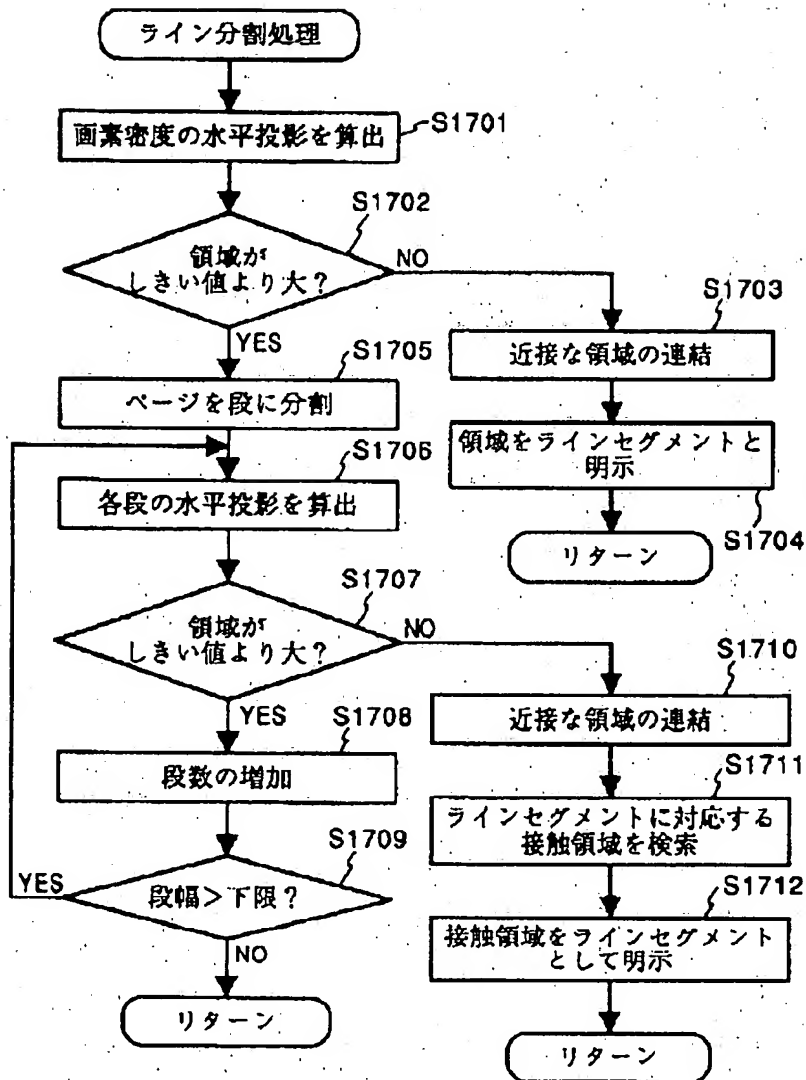 ライン分割処理
画素密度の水平投影を算出
S1701
S1702
領域が
しきい値より大?
NO
YES
S1703
近接な領域の連結
領域をラインセグメントと
明示
S1704
リターン
S1705
ページを段に分割
S1706
各段の水平投影を算出
S1707
領域が
しきい値より大?
NO
YES
S1708
段数の増加
S1709
段幅>下限?
YES
NO
リターン
S1710
近接な領域の連結
S1711
ラインセグメントに対応する
接触領域を検索
S1712
接触領域をラインセグメント
として明示
リターン